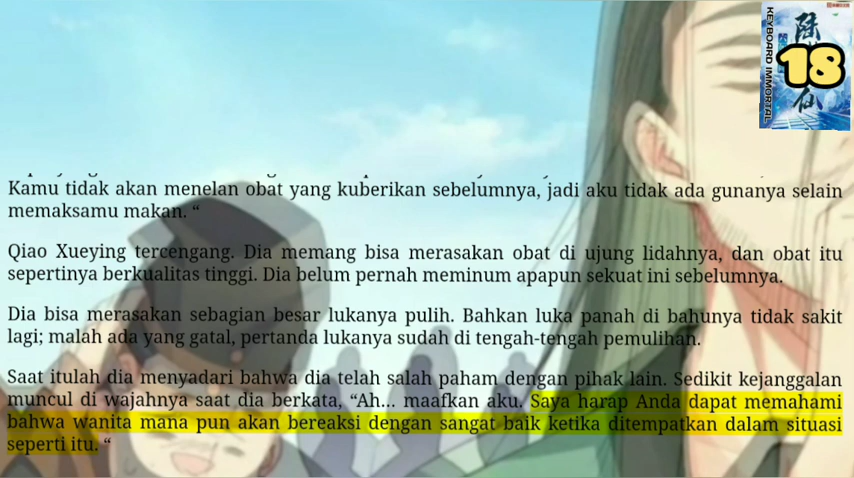 KEYBOARD IMMORTAL
18
Kamu tidak akan menelan obat yang kuberikan sebelumnya, jadi aku tidak ada gunanya selain
memaksamu makan. “
Qiao Xueying tercengang. Dia memang bisa merasakan obat di ujung lidahnya, dan obat itu
sepertinya berkualitas tinggi. Dia belum pernah meminum apapun sekuat ini sebelumnya.
Dia bisa merasakan sebagian besar lukanya pulih. Bahkan luka panah di bahunya tidak sakit
lagi; malah ada yang gatal, pertanda lukanya sudah di tengah-tengah pemulihan.
Saat itulah dia menyadari bahwa dia telah salah paham dengan pihak lain. Sedikit kejanggalan
muncul di wajahnya saat dia berkata, “Ah... maafkan aku. Saya harap Anda dapat memahami
bahwa wanita mana pun akan bereaksi dengan sangat baik ketika ditempatkan dalam situasi
seperti itu. “